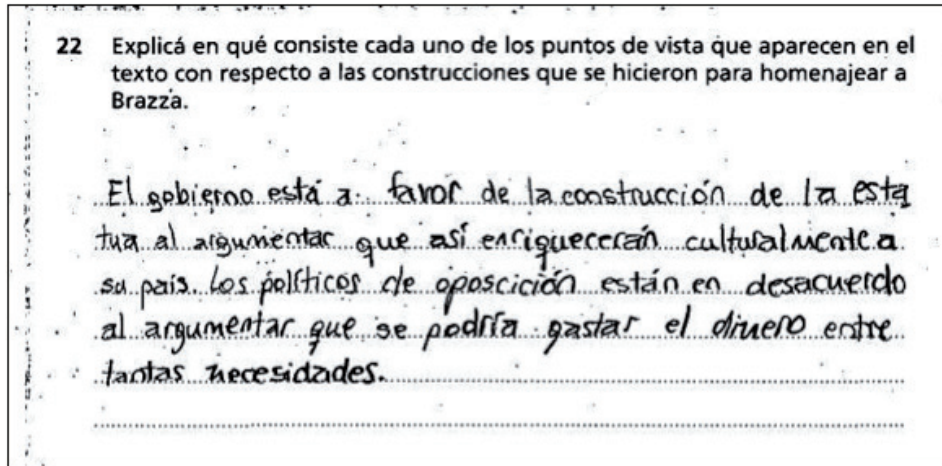 22 Explicá en qué consiste cada uno de los puntos de vista que aparecen en el
texto con respecto a las construcciones que se hicieron para homenajear a
Brazza.
El gobierno está a favor de la construcción de la esta
tua al argumentar que así enriquecerán culturalmente a
su país. Los políticos de oposcición están en desacuerdo
al argumentar que se podría gastar el dinero entre
tantas necesidades.